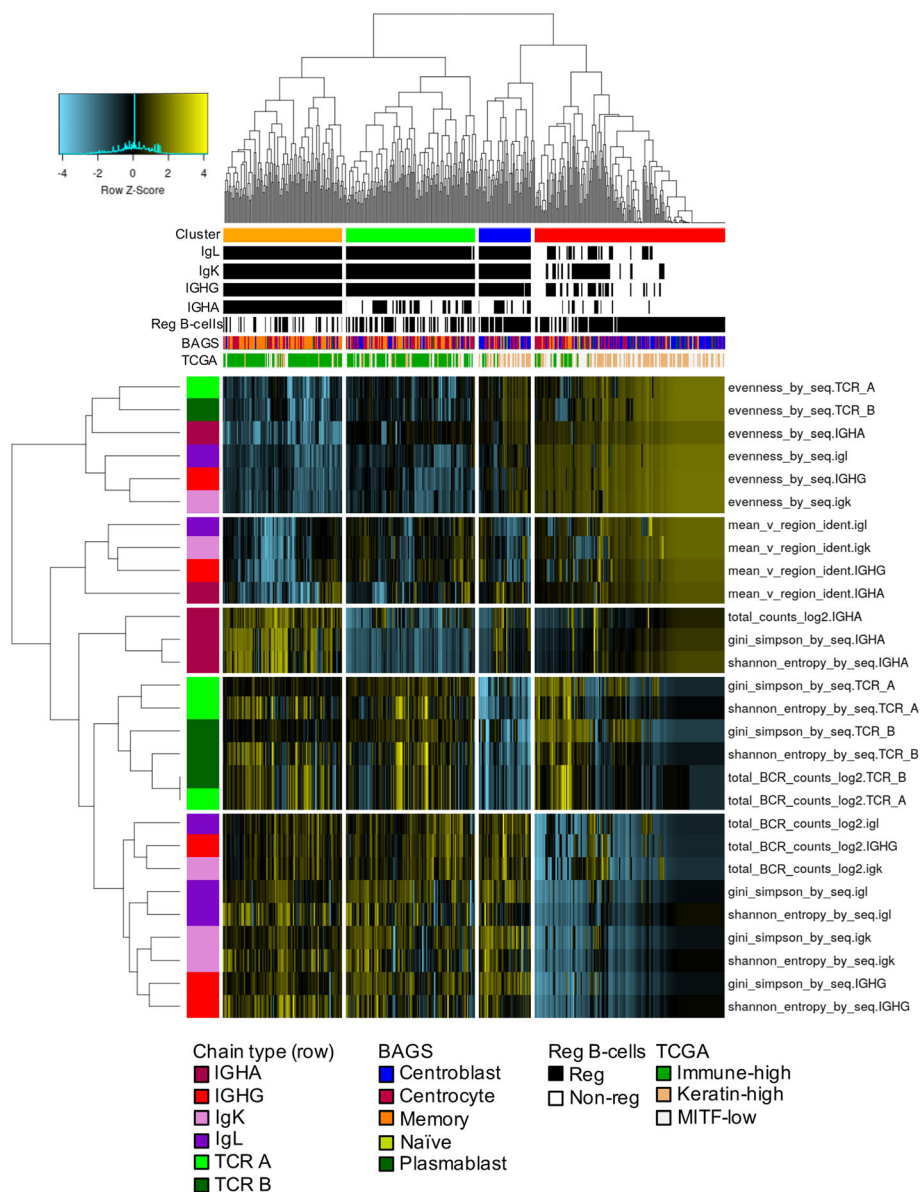 -4 -2 0 2 4
Row Z-Score
Cluster
IgL
IgK
IGHG
IGHA
Reg B-cells
BAGS
TCGA
evenness_by_seq.TCR_A
evenness_by_seq.TCR_B
evenness_by_seq.IGHA
evenness_by_seq.igl
evenness_by_seq.IGHG
evenness_by_seq.igk
mean_v_region_ident.igl
mean_v_region_ident.igk
mean_v_region_ident.IGHG
mean_v_region_ident.IGHA
total_counts_log2.IGHA
gini_simpson_by_seq.IGHA
shannon_entropy_by_seq.IGHA
gini_simpson_by_seq.TCR_A
shannon_entropy_by_seq.TCR_A
gini_simpson_by_seq.TCR_B
shannon_entropy_by_seq.TCR_B
total_BCR_counts_log2.TCR_B
total_BCR_counts_log2.TCR_A
total_BCR_counts_log2.igl
total_BCR_counts_log2.IGHG
total_BCR_counts_log2.igk
gini_simpson_by_seq.igl
shannon_entropy_by_seq.igl
gini_simpson_by_seq.igk
shannon_entropy_by_seq.igk
gini_simpson_by_seq.IGHG
shannon_entropy_by_seq.IGHG
Chain type (row)
IGHA
IGHG
IgK
IgL
TCR A
TCR B
BAGS
Centroblast
Centrocyte
Memory
Naïve
Plasmablast
Reg B-cells
Reg
Non-reg
TCGA
Immune-high
Keratin-high
MITF-low